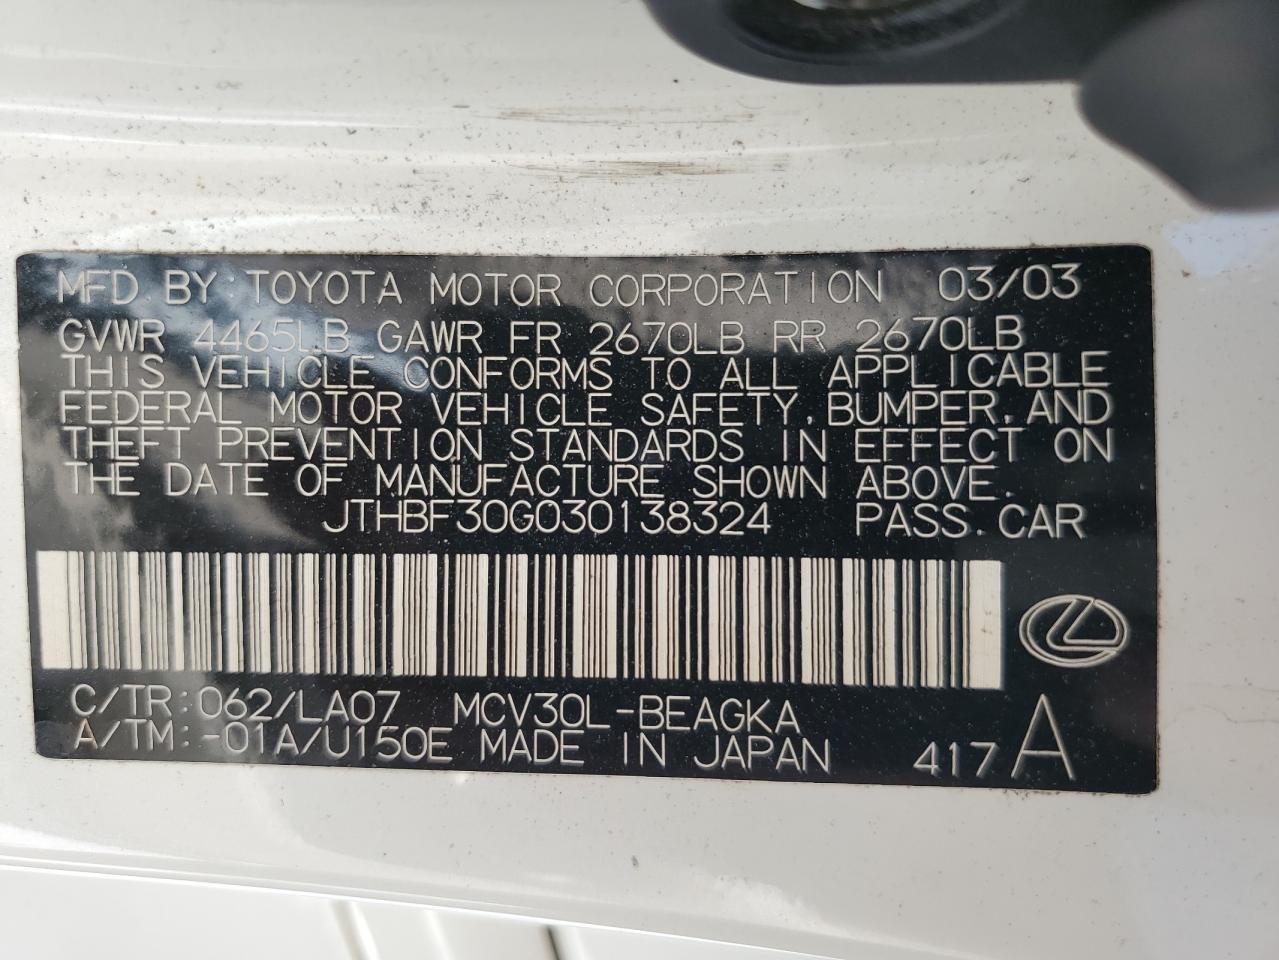 MFD. BY: TOYOTA MOTOR CORPORATION 03/03
GVWR 4465LB GAWR FR 2670LB RR 2670LB
THIS VEHICLE CONFORMS TO ALL APPLICABLE
FEDERAL MOTOR VEHICLE SAFETY, BUMPER, AND
THEFT PREVENTION STANDARDS IN EFFECT ON
THE DATE OF MANUFACTURE SHOWN ABOVE.
JTHBF30G030138324 PASS. CAR
C/TR: 062/LA07 MCV30L-BEAGKA
A/TM: -01A/U150E MADE IN JAPAN 417 A